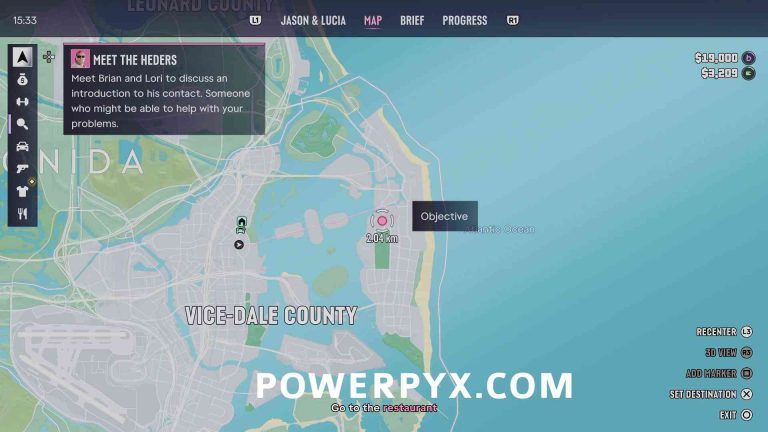 LEONARD COUNTY
15:33
L1
JASON & LUCIA
MAP
BRIEF
PROGRESS
R1
MEET THE HEDERS
Meet Brian and Lori to discuss an
introduction to his contact. Someone
who might be able to help with your
problems.
$19,000
$3,209
NIDA
Objective
2.04 km
Atlantic Ocean
VICE-DALE COUNTY
RECENTER L3
3D VIEW R3
ADD MARKER
SET DESTINATION
EXIT
POWERPYX.COM
Go to the restaurant